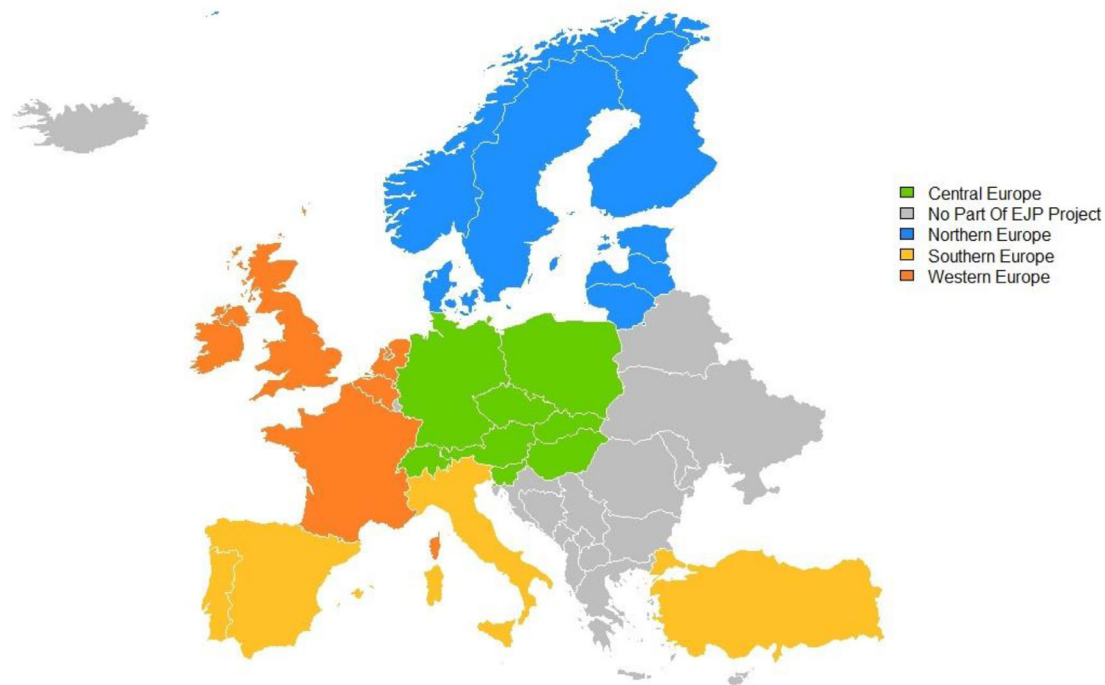 Central Europe
No Part Of EJP Project
Northern Europe
Southern Europe
Western Europe